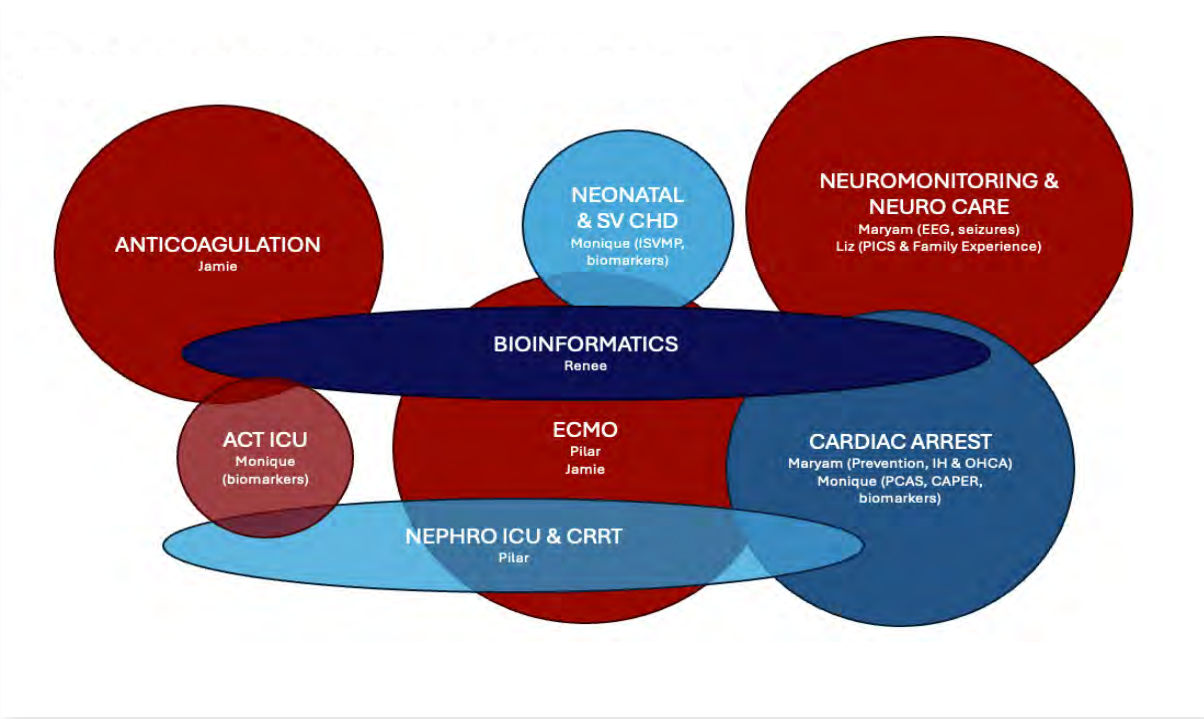 ANTICOAGULATION
Jamie
NEONATAL
& SV CHD
Monique (ISVMP,
biomarkers)
NEUROMONITORING &
NEURO CARE
Maryam (EEG, seizures)
Liz (PICS & Family Experience)
BIOINFORMATICS
Renee
ACT ICU
Monique
(biomarkers)
ECMO
Pilar
Jamie
CARDIAC ARREST
Maryam (Prevention, IH & OHCA)
Monique (PCAS, CAPER,
biomarkers)
NEPHRO ICU & CRRT
Pilar